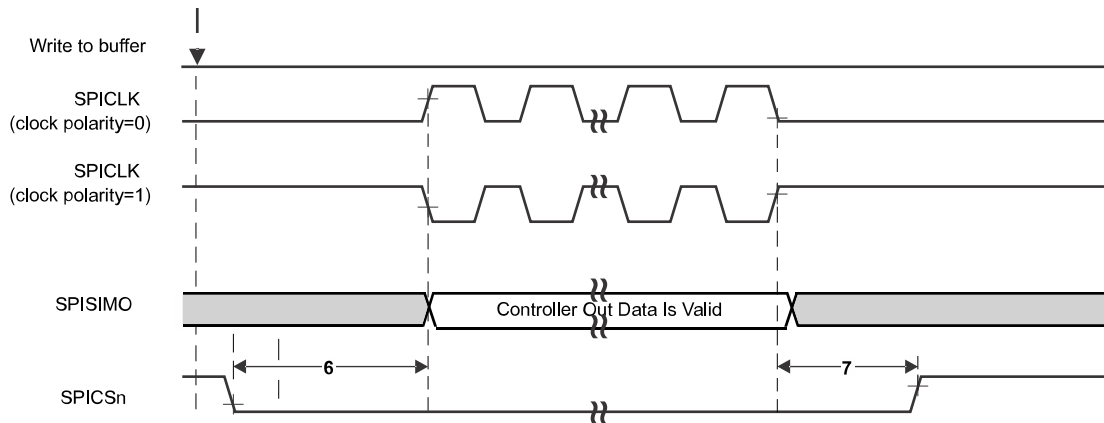 Write to buffer
SPICLK
(clock polarity=0)
SPICLK
(clock polarity=1)
SPISIMO
Controller Out Data Is Valid
6
7
SPICSn